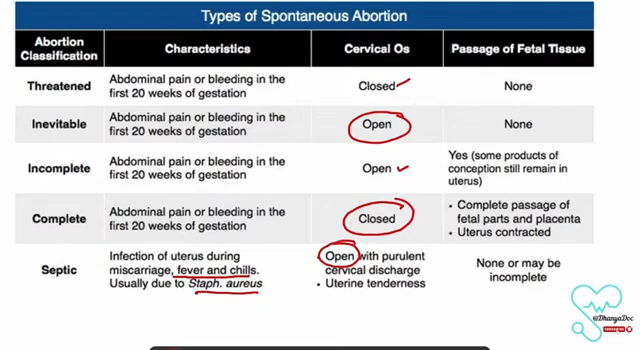 Types of Spontaneous Abortion
Abortion Classification
Characteristics
Cervical Os
Passage of Fetal Tissue
Threatened
Abdominal pain or bleeding in the
first 20 weeks of gestation
Closed
None
Inevitable
Abdominal pain or bleeding in the
first 20 weeks of gestation
Open
None
Incomplete
Abdominal pain or bleeding in the
first 20 weeks of gestation
Open
Yes (some products of
conception still remain in
uterus)
Complete
Abdominal pain or bleeding in the
first 20 weeks of gestation
Closed
• Complete passage of
fetal parts and placenta
• Uterus contracted
Septic
Infection of uterus during
miscarriage, fever and chills.
Usually due to Staph. aureus
• Open with purulent
cervical discharge
• Uterine tenderness
None or may be
incomplete
@DhanyaDoc